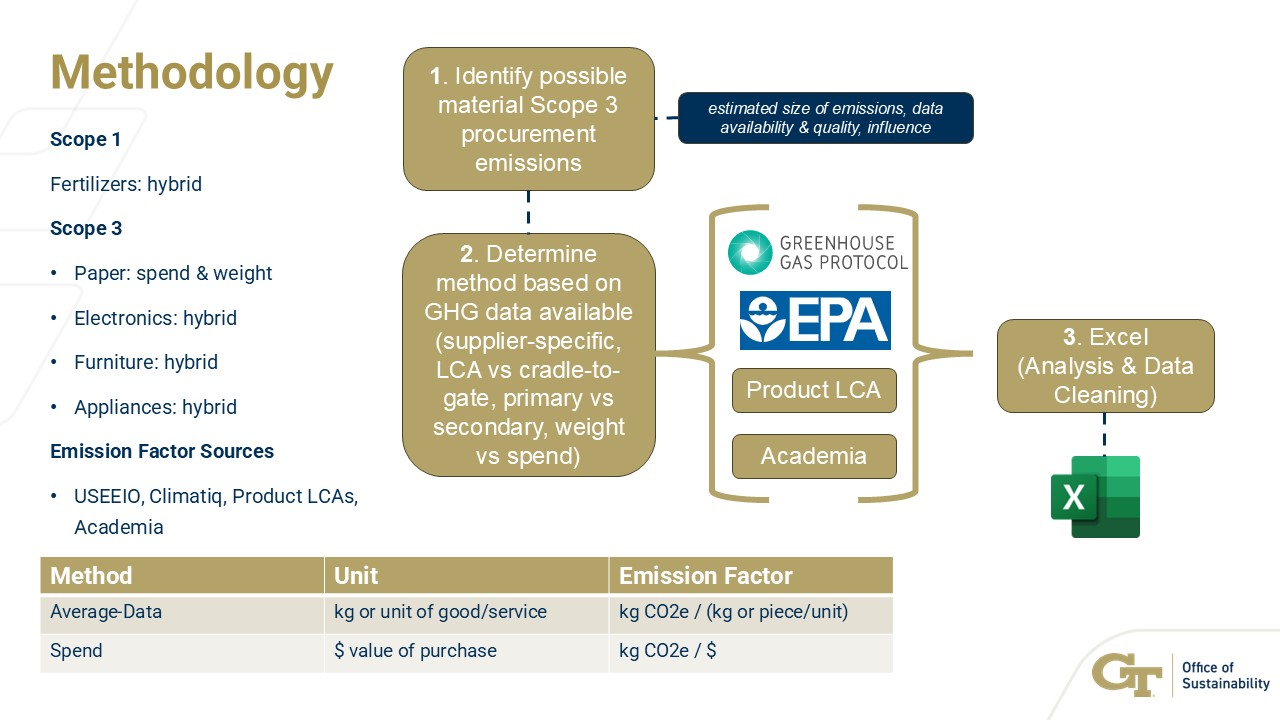 Methodology
Scope 1
Fertilizers: hybrid
Scope 3
• Paper: spend & weight
• Electronics: hybrid
• Furniture: hybrid
• Appliances: hybrid
Emission Factor Sources
• USEEIO, Climatiq, Product LCAs,
Academia
1. Identify possible
material Scope 3
procurement
emissions
estimated size of emissions, data
availability & quality, influence
2. Determine
method based on
GHG data available
(supplier-specific,
LCA vs cradle-to-
gate, primary vs
secondary, weight
vs spend)
GREENHOUSE
GAS PROTOCOL
EPA
Product LCA
Academia
3. Excel
(Analysis & Data
Cleaning)
X
Method Unit Emission Factor
Average-Data kg or unit of good/service kg CO2e / (kg or piece/unit)
Spend $ value of purchase kg CO2e / $
GT
Office of
Sustainability